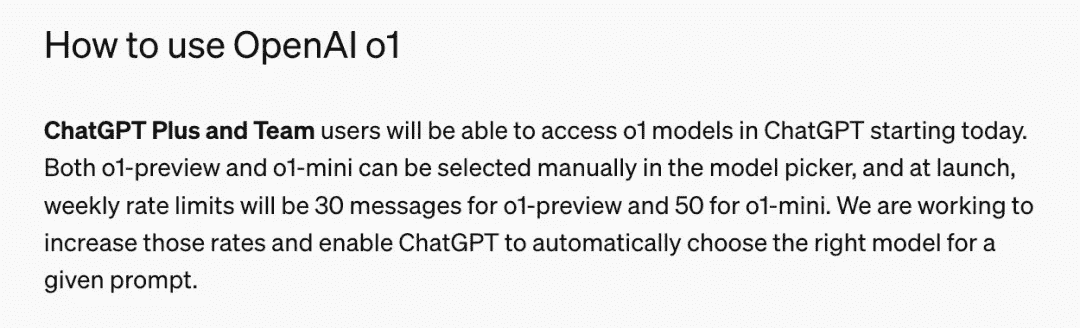 How to use OpenAI o1
ChatGPT Plus and Team users will be able to access o1 models in ChatGPT starting today.
Both o1-preview and o1-mini can be selected manually in the model picker, and at launch,
weekly rate limits will be 30 messages for o1-preview and 50 for o1-mini. We are working to
increase those rates and enable ChatGPT to automatically choose the right model for a
given prompt.